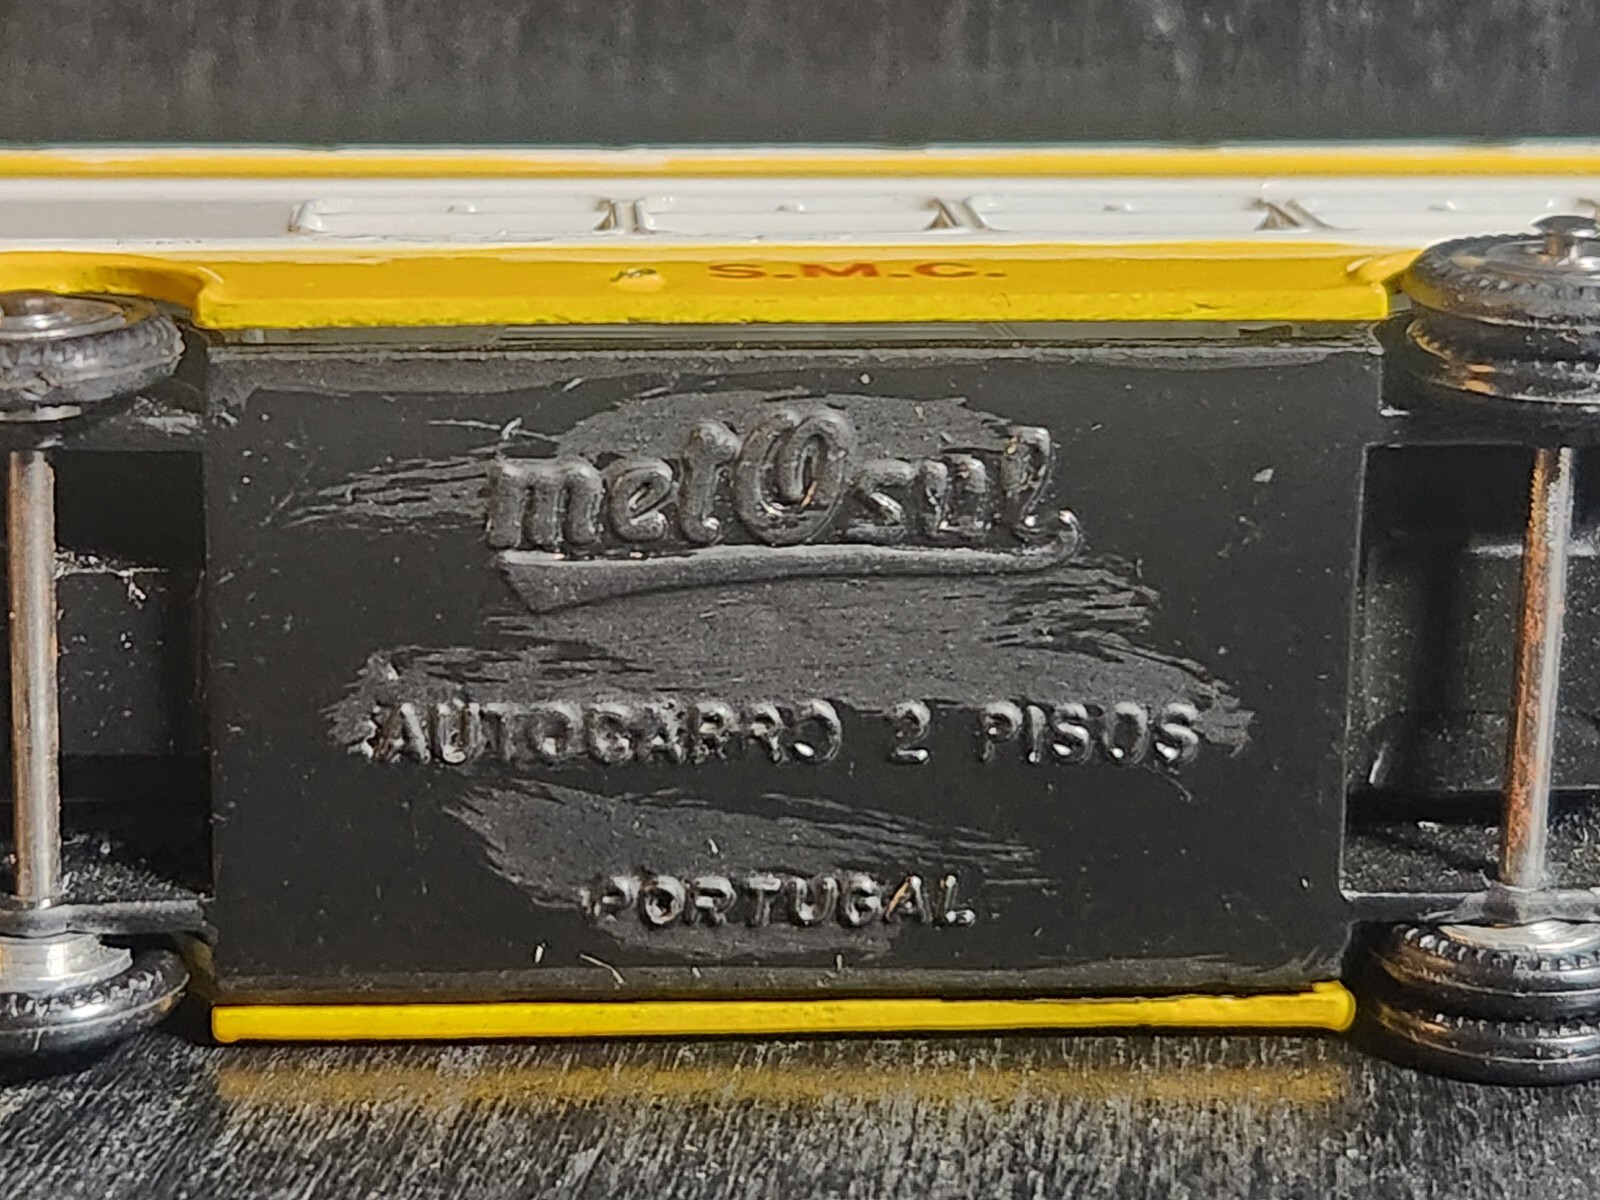 S.M.C.
metOsul
AUTOCARRO 2 PISOS
PORTUGAL